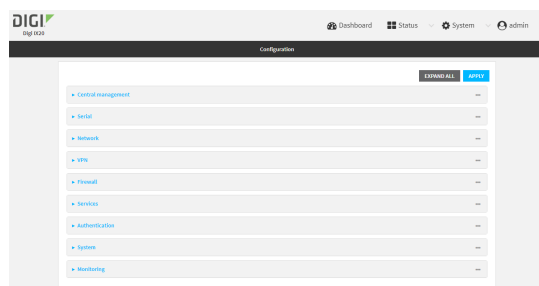 DIGI
Digi IX20
Dashboard
Status
System
admin
Configuration
EXPAND ALL
APPLY
Central management
Serial
Network
VPN
Firewall
Services
Authentication
System
Monitoring